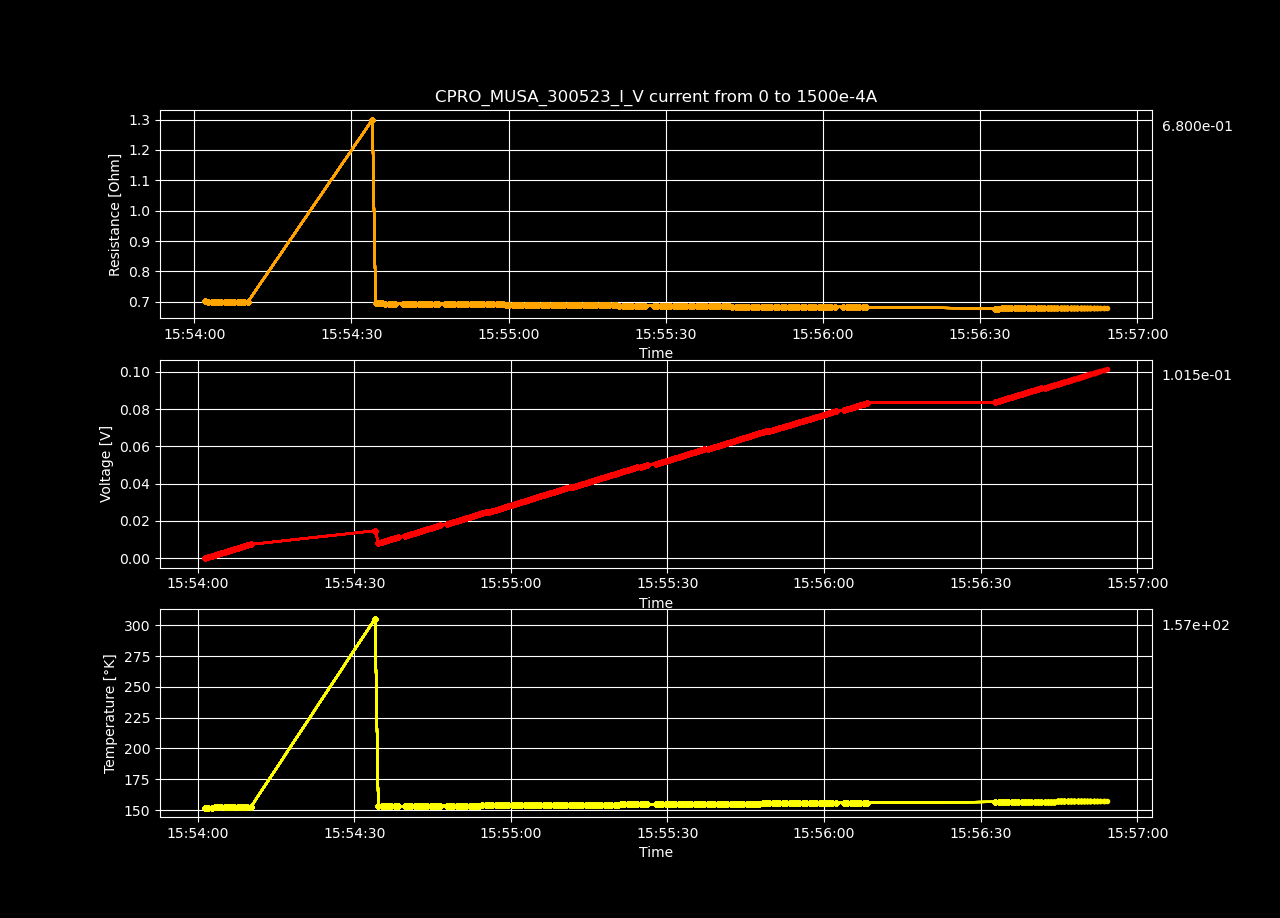 CPRO_MUSA_300523_I_V current from 0 to 1500e-4A
1.3
1.2
1.1
1.0
0.9
0.8
0.7
Resistance [Ohm]
6.800e-01
15:54:00 15:54:30 15:55:00 15:55:30 15:56:00 15:56:30 15:57:00
Time
0.10
0.08
0.06
0.04
0.02
0.00
Voltage [V]
1.015e-01
15:54:00 15:54:30 15:55:00 15:55:30 15:56:00 15:56:30 15:57:00
Time
300
275
250
225
200
175
150
Temperature [°K]
1.57e+02
15:54:00 15:54:30 15:55:00 15:55:30 15:56:00 15:56:30 15:57:00
Time